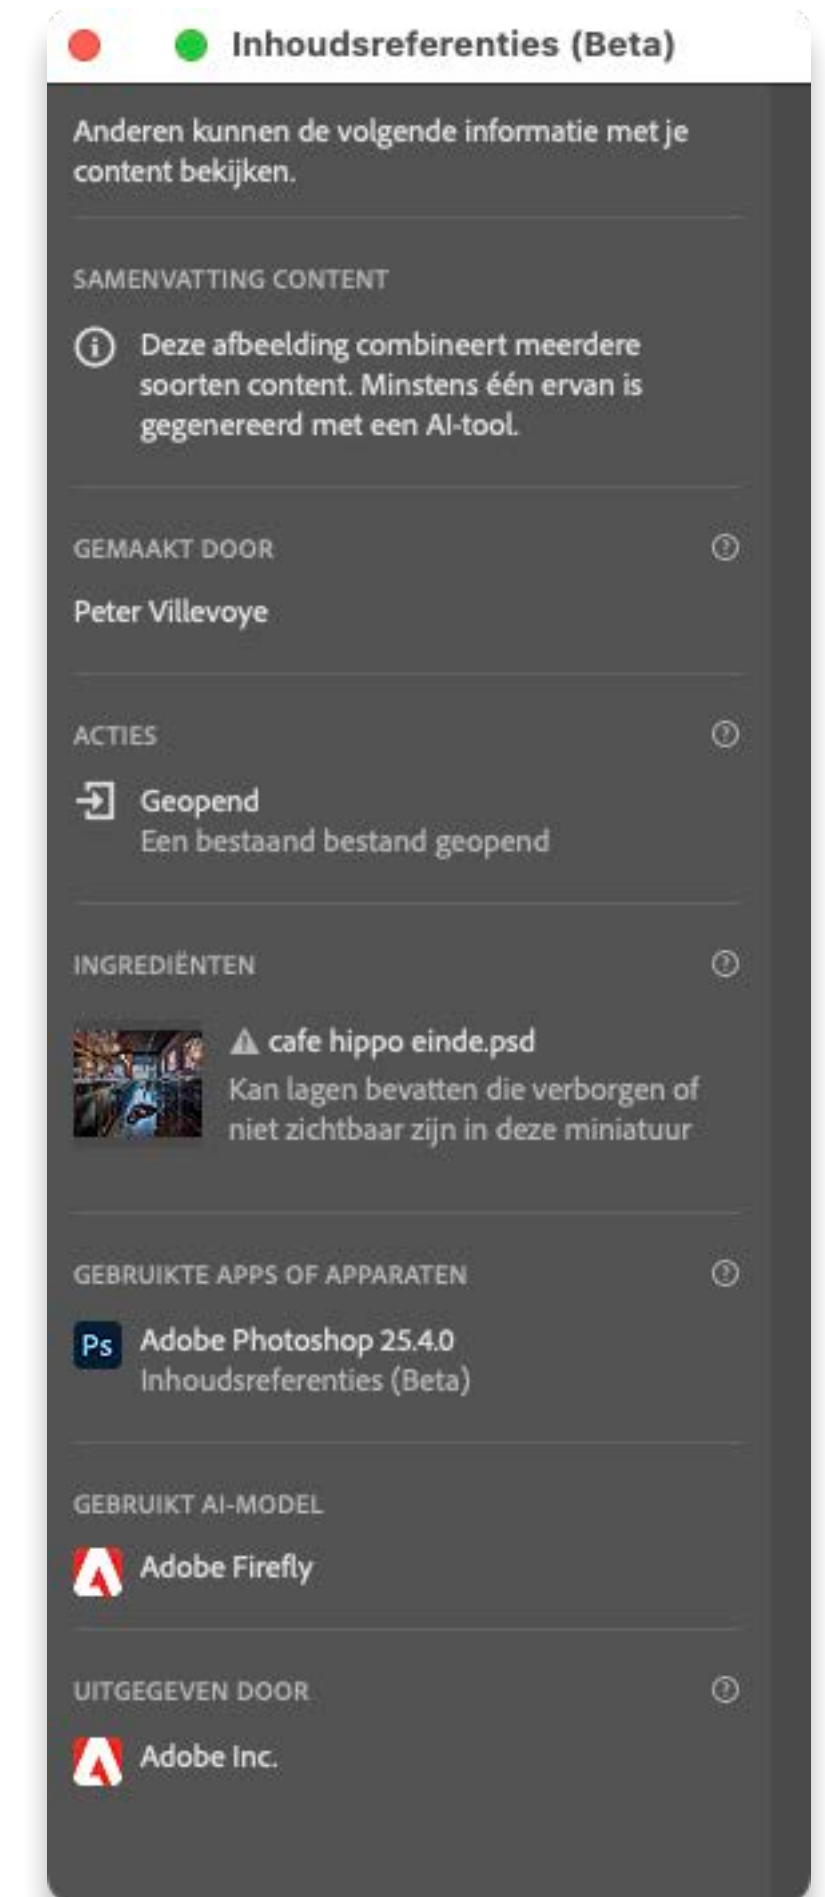 Inhoudsreferenties (Beta)
Anderen kunnen de volgende informatie met je
content bekijken.
SAMENVATTING CONTENT
Deze afbeelding combineert meerdere
soorten content. Minstens één ervan is
gegenereerd met een AI-tool.
GEMAAKT DOOR
Peter Villevoye
ACTIES
Geopend
Een bestaand bestand geopend
INGREDIËNTEN
cafe hippo einde.psd
Kan lagen bevatten die verborgen of
niet zichtbaar zijn in deze miniatuur
GEBRUIKTE APPS OF APPARATEN
Ps Adobe Photoshop 25.4.0
Inhoudsreferenties (Beta)
GEBRUIKT AI-MODEL
Adobe Firefly
UITGEGEVEN DOOR
Adobe Inc.